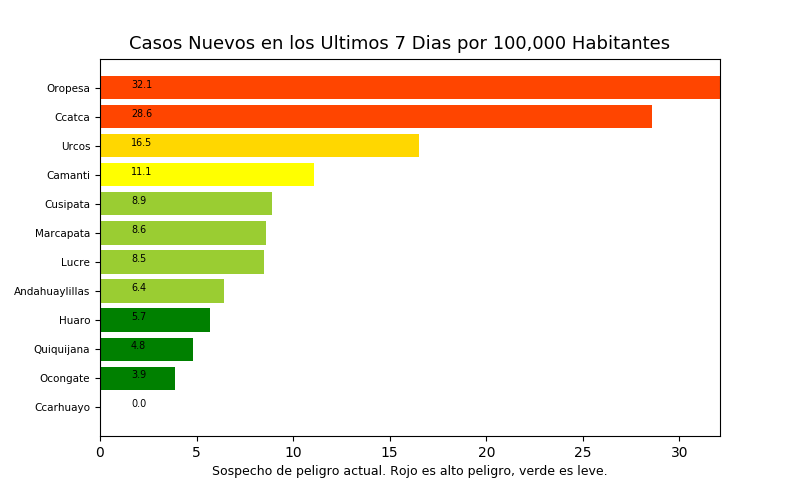 Casos Nuevos en los Ultimos 7 Dias por 100,000 Habitantes
Oropesa 32.1
Ccatca 28.6
Urcos 16.5
Camanti 11.1
Cusipata 8.9
Marcapata 8.6
Lucre 8.5
Andahuaylillas 6.4
Huaro 5.7
Quiquijana 4.8
Ocongate 3.9
Ccarhuayo 0.0
0 5 10 15 20 25 30
Sospecho de peligro actual. Rojo es alto peligro, verde es leve.